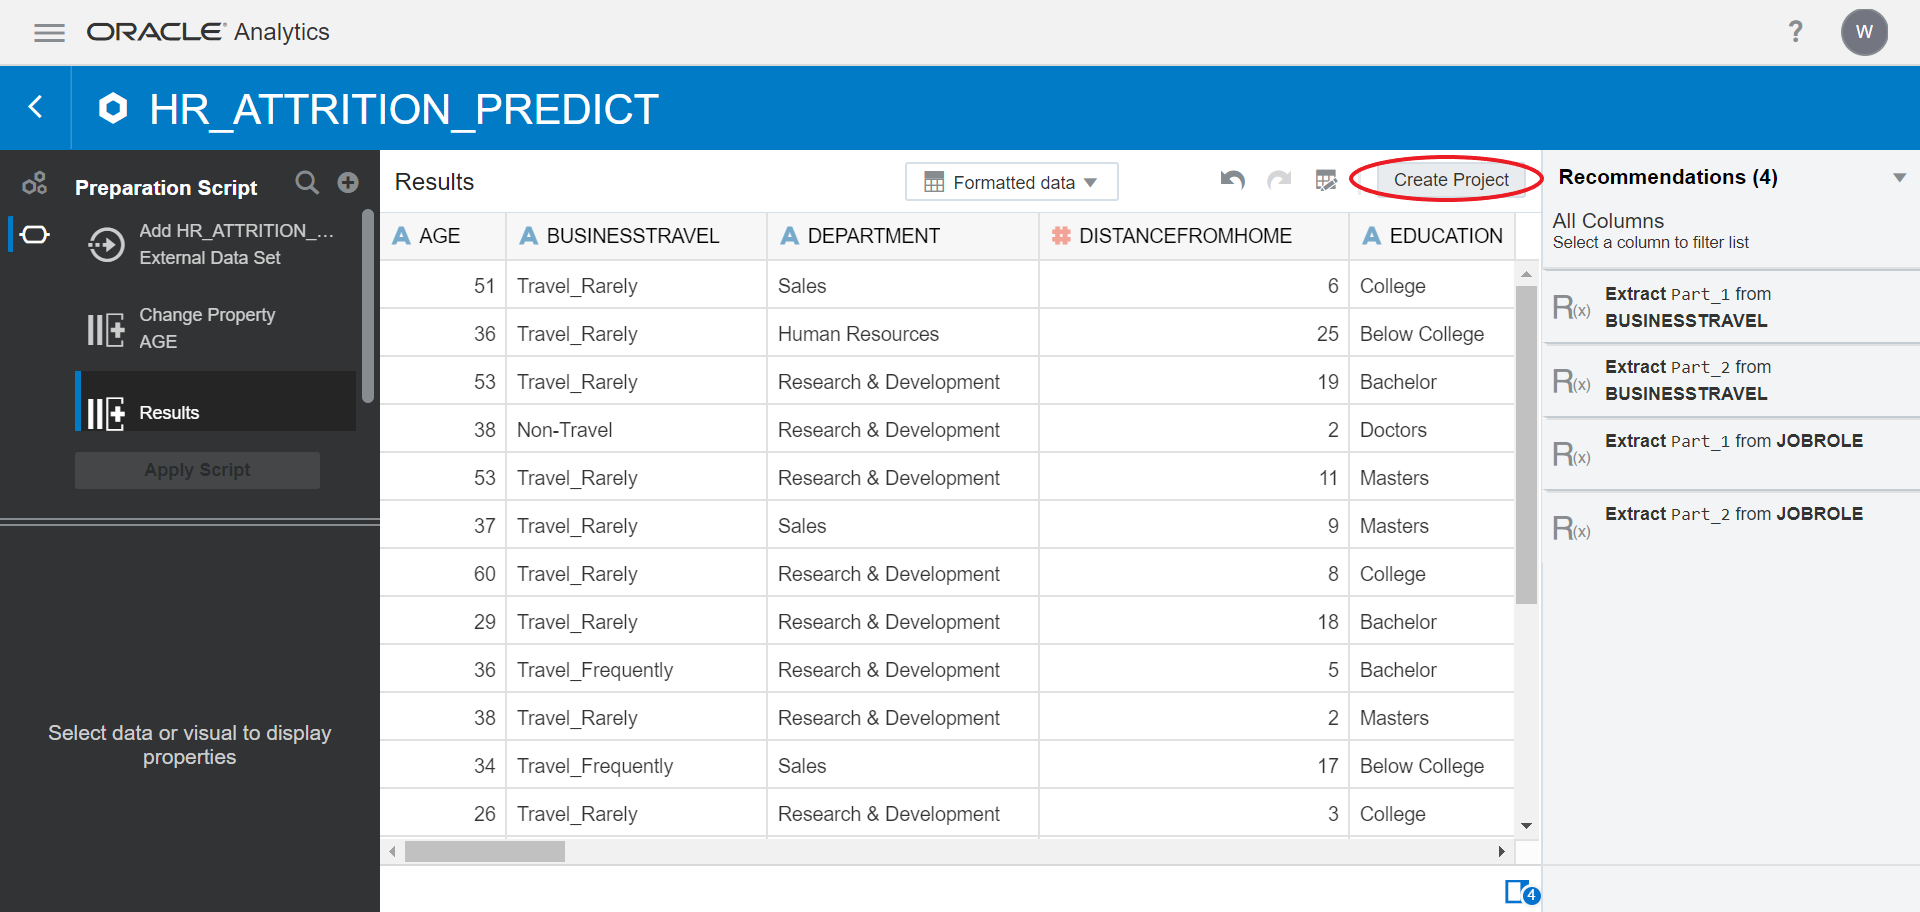 ORACLE Analytics
?
W
HR_ATTRITION_PREDICT
Preparation Script
Add HR_ATTRITION_...
External Data Set
Change Property
AGE
Results
Apply Script
Select data or visual to display
properties
Results
Formatted data
Create Project
A AGE
A BUSINESSTRAVEL
A DEPARTMENT
# DISTANCEFROMHOME
A EDUCATION
51 Travel_Rarely Sales 6 College
36 Travel_Rarely Human Resources 25 Below College
53 Travel_Rarely Research & Development 19 Bachelor
38 Non-Travel Research & Development 2 Doctors
53 Travel_Rarely Research & Development 11 Masters
37 Travel_Rarely Sales 9 Masters
60 Travel_Rarely Research & Development 8 College
29 Travel_Rarely Research & Development 18 Bachelor
36 Travel_Frequently Research & Development 5 Bachelor
38 Travel_Rarely Research & Development 2 Masters
34 Travel_Frequently Sales 17 Below College
26 Travel_Rarely Research & Development 3 College
4
Recommendations (4)
All Columns
Select a column to filter list
R(x) Extract Part_1 from
BUSINESSTRAVEL
R(x) Extract Part_2 from
BUSINESSTRAVEL
R(x) Extract Part_1 from JOBROLE
R(x) Extract Part_2 from JOBROLE